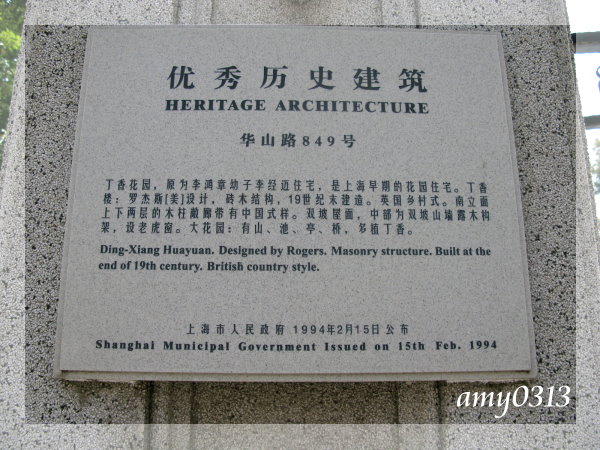 优秀历史建筑
HERITAGE ARCHITECTURE
华山路849号
丁香花园，原为李鸿章幼子李经迈住宅，是上海早期的花园住宅。丁香
楼：罗杰斯[美]设计，砖木结构，19世纪末建造。英国乡村式。南立面
上下两层的木柱敞廊带有中国式样。双坡屋面，中部为双坡山墙露木构
架，设老虎窗。大花园：有山、池、亭、桥，多植丁香。
Ding-Xiang Huayuan. Designed by Rogers. Masonry structure. Built at the
end of 19th century. British country style.
上海市人民政府 1994年2月15日公布
Shanghai Municipal Government Issued on 15th Feb. 1994
amy0313